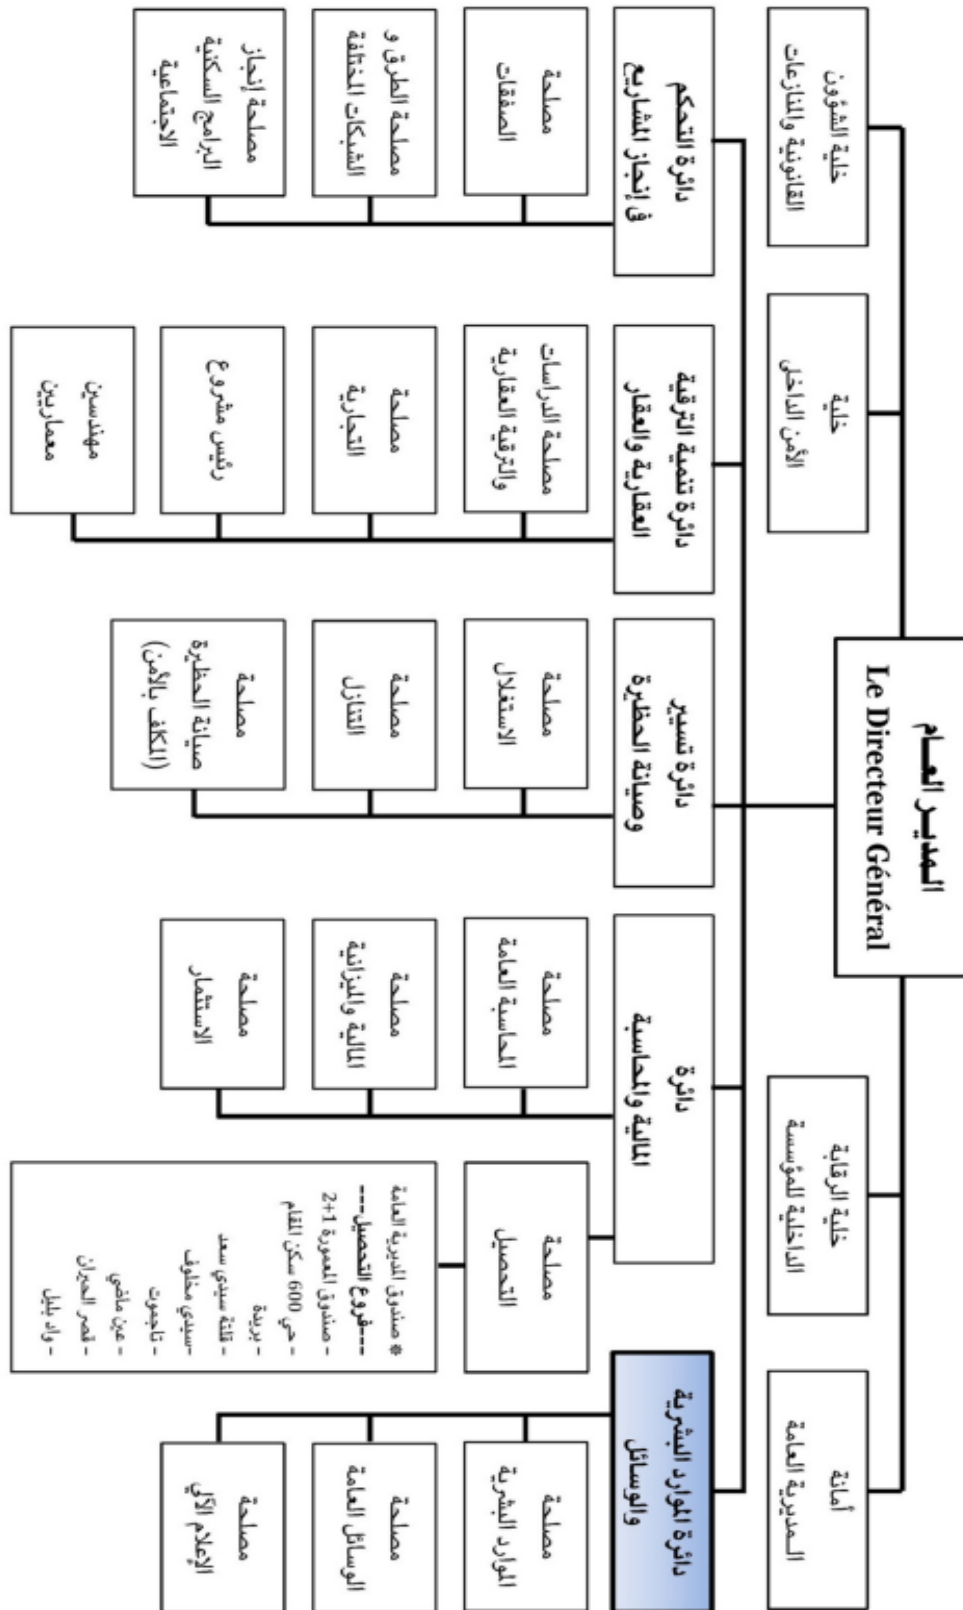 المدير العام
Le Directeur Général
أمانة
المديرية العامة
خلية الرقابة
الداخلية للمؤسسة
خلية
الأمن الداخلي
خلية الشؤون
القانونية والمنازعات
دائرة الموارد البشرية
والوسائل
مصلحة
الموارد البشرية
مصلحة
الوسائل العامة
مصلحة
الإعلام الآلي
دائرة
المالية والمحاسبة
مصلحة
المحاسبة العامة
مصلحة
المالية والميزانية
مصلحة
الاستثمار
مصلحة
التحصيل
* صندوق المديرية العامة
---فروع التحصيل---
- صندوق المعمورة 1+2
- حي 600 سكن المقام
- بريدة
- قلتة سيدي سعد
-سيدي مخلوف
- تاجموت
- عين ماضي
- قصر الحيران
- واد بليل
دائرة تسيير
وصيانة الحظيرة
مصلحة
الاستغلال
مصلحة
التنازل
مصلحة
صيانة الحظيرة
(المكلف بالأمن)
دائرة تنمية الترقية
العقارية والعقار
مصلحة الدراسات
والترقية العقارية
مصلحة
التجارية
رئيس مشروع
مهندسين
معماريين
دائرة التحكم
في إنجاز المشاريع
مصلحة
الصفقات
مصلحة الطرق و
الشبكات المختلفة
مصلحة إنجاز
البرامج السكنية
الاجتماعية